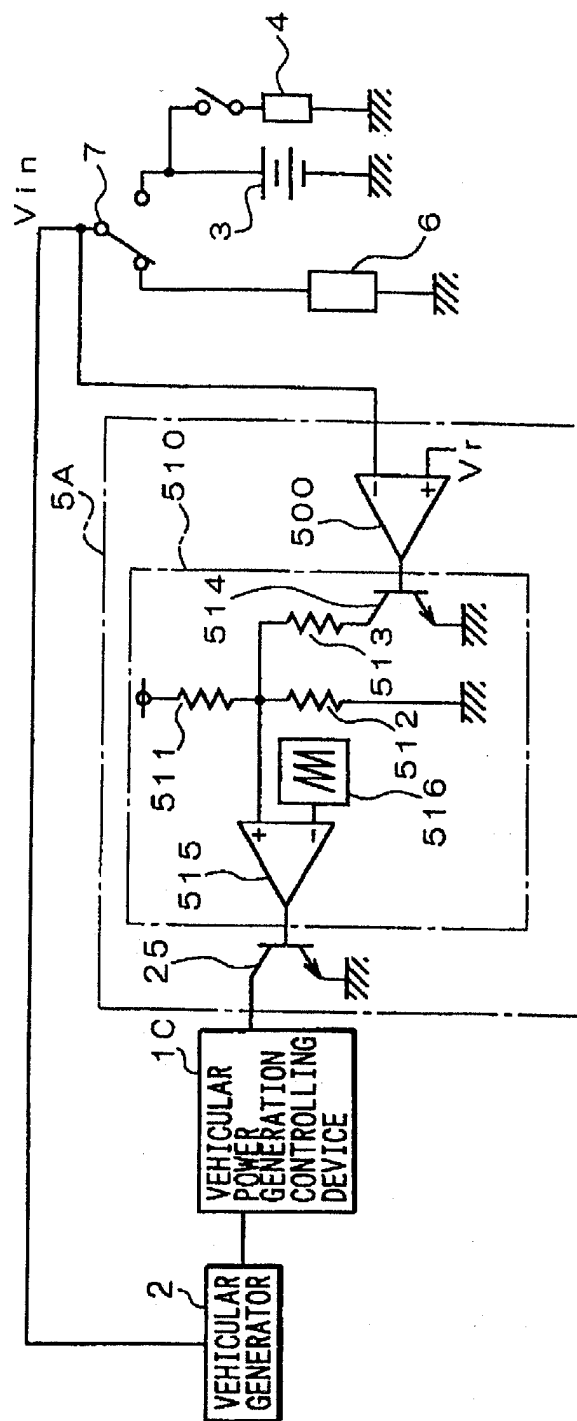 2
VEHICULAR
GENERATOR
1C
VEHICULAR
POWER
GENERATION
CONTROLLING
DEVICE
5A
510
25
515
+
−
511
512
516
513
514
500
−
+
Vr
Vin
7
3
4
6